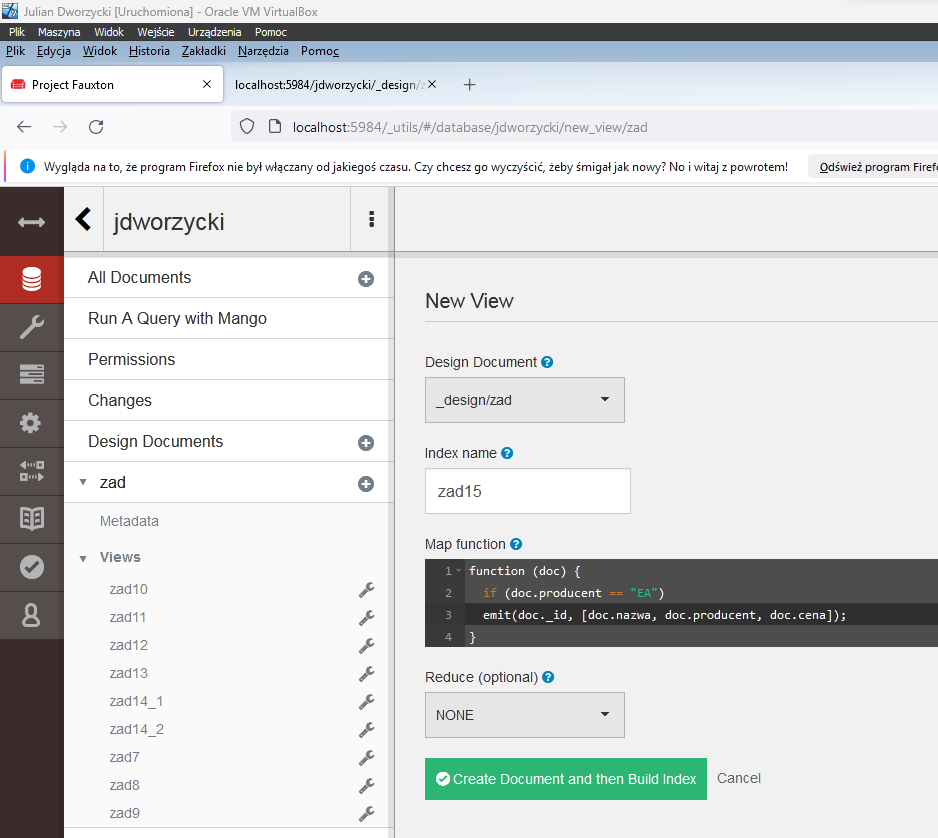 Julian Dworzycki [Uruchomiona] - Oracle VM VirtualBox
Plik Maszyna Widok Wejście Urządzenia Pomoc
Plik Edycja Widok Historia Zakładki Narzędzia Pomoc
Project Fauxton
localhost:5984/jdworzycki/_design/z
localhost:5984/_utils/#/database/jdworzycki/new_view/zad
Wygląda na to, że program Firefox nie był włączany od jakiegoś czasu. Czy chcesz go wyczyścić, żeby śmigał jak nowy? No i witaj z powrotem!
Odśwież program Firefo
jdworzycki
All Documents
Run A Query with Mango
Permissions
Changes
Design Documents
zad
Metadata
Views
zad10
zad11
zad12
zad13
zad14_1
zad14_2
zad7
zad8
zad9
New View
Design Document
_design/zad
Index name
zad15
Map function
1 function (doc) {
2 if (doc.producent == "EA")
3 emit(doc._id, [doc.nazwa, doc.producent, doc.cena]);
4 }
Reduce (optional)
NONE
Create Document and then Build Index
Cancel